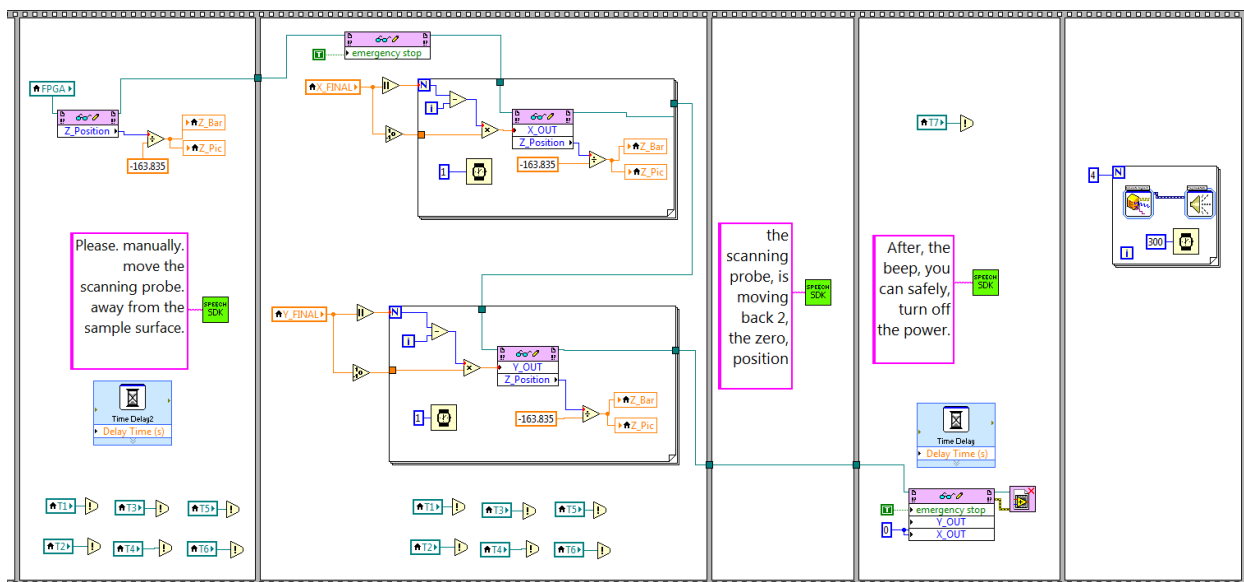 FPGA
Z_Position
-163.835
Z_Bar
Z_Pic
Please. manually.
move the
scanning probe.
away from the
sample surface.
SPEECH
SDK
Time Delay2
Delay Time (s)
T1
T3
T5
T2
T4
T6
T
emergency stop
X_FINAL
N
i
X_OUT
Z_Position
-163.835
Z_Bar
Z_Pic
1
Y_FINAL
N
i
Y_OUT
Z_Position
-163.835
Z_Bar
Z_Pic
1
T1
T3
T5
T2
T4
T6
the
scanning
probe, is
moving
back 2,
the zero,
position
SPEECH
SDK
T7
After, the
beep, you
can safely,
turn off
the power.
SPEECH
SDK
Time Delay
Delay Time (s)
T
emergency stop
Y_OUT
0
X_OUT
4
N
300
i